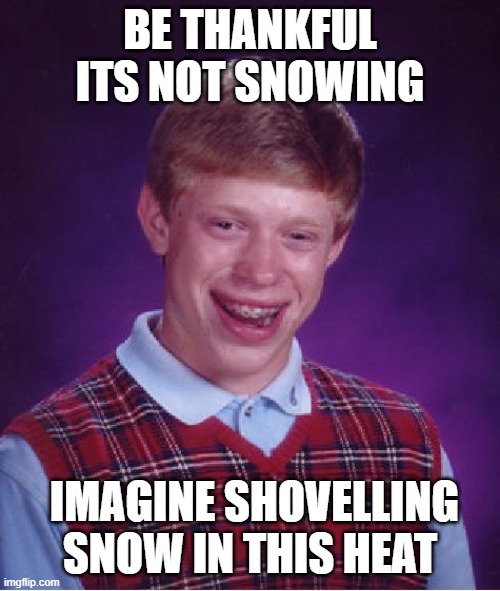 BE THANKFUL
ITS NOT SNOWING
IMAGINE SHOVELLING
SNOW IN THIS HEAT
imgflip.com